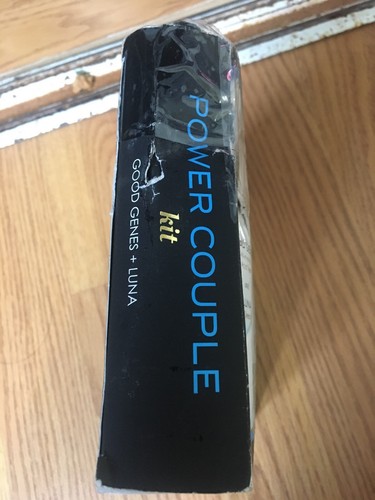 POWER COUPLE
kit
GOOD GENES + LUNA